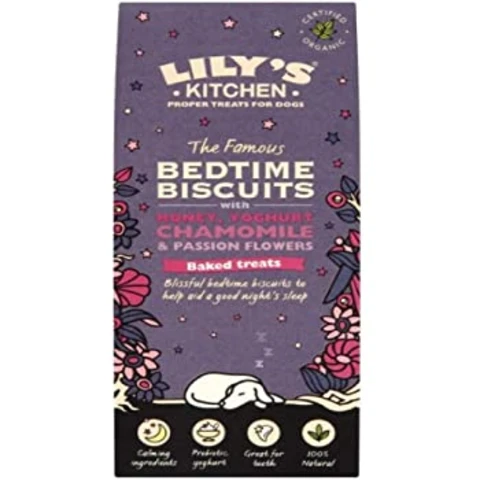 CERTIFIED
ORGANIC
LILY'S
• KITCHEN •
PROPER TREATS FOR DOGS
The Famous
BEDTIME
BISCUITS
with
HONEY, YOGHURT
CHAMOMILE
& PASSION FLOWERS
Baked treats
Blissful bedtime biscuits to
help aid a good night's sleep
z
z
z
Calming
ingredients
Probiotic
yoghurt
Great for
teeth
100%
Natural